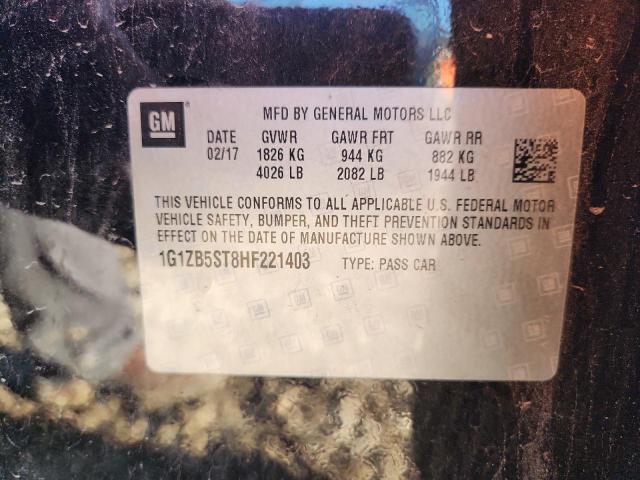 GM MFD BY GENERAL MOTORS LLC
DATE GVWR GAWR FRT GAWR RR
02/17 1826 KG 944 KG 882 KG
4026 LB 2082 LB 1944 LB
THIS VEHICLE CONFORMS TO ALL APPLICABLE U.S. FEDERAL MOTOR
VEHICLE SAFETY, BUMPER, AND THEFT PREVENTION STANDARDS IN
EFFECT ON THE DATE OF MANUFACTURE SHOWN ABOVE.
1G1ZB5ST8HF221403 TYPE: PASS CAR